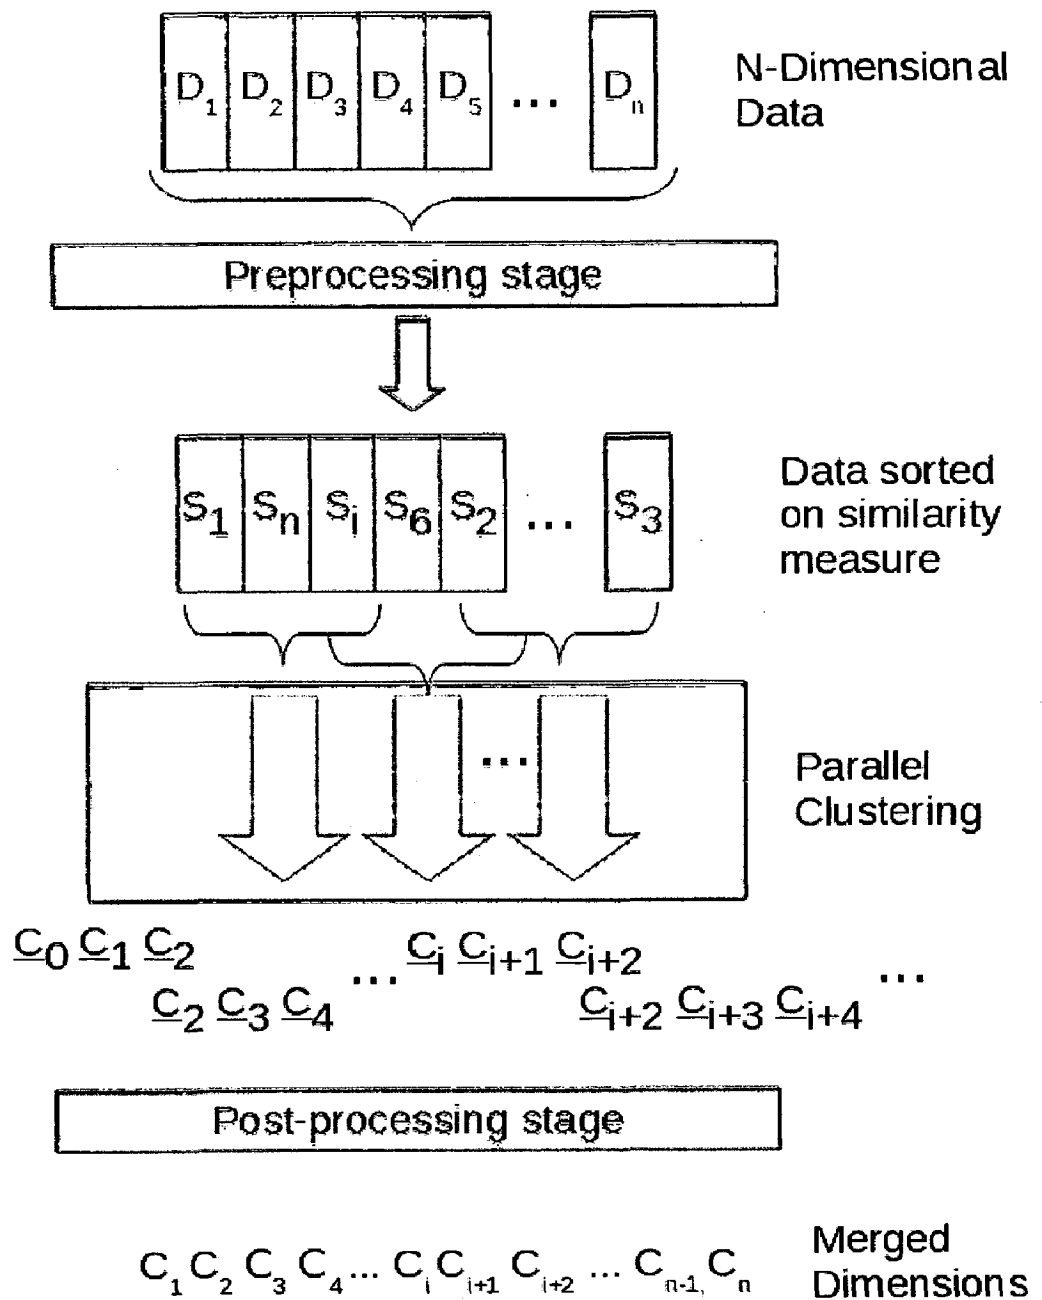 D1 D2 D3 D4 D5 ... Dn
N-Dimensional
Data
Preprocessing stage
S1 Sn Si S6 S2 ... S3
Data sorted
on similarity
measure
...
Parallel
Clustering
C0 C1 C2 ... Ci Ci+1 Ci+2 ...
C2 C3 C4 Ci+2 Ci+3 Ci+4
Post-processing stage
C1 C2 C3 C4 ... Ci Ci+1 Ci+2 ... Cn-1, Cn
Merged
Dimensions